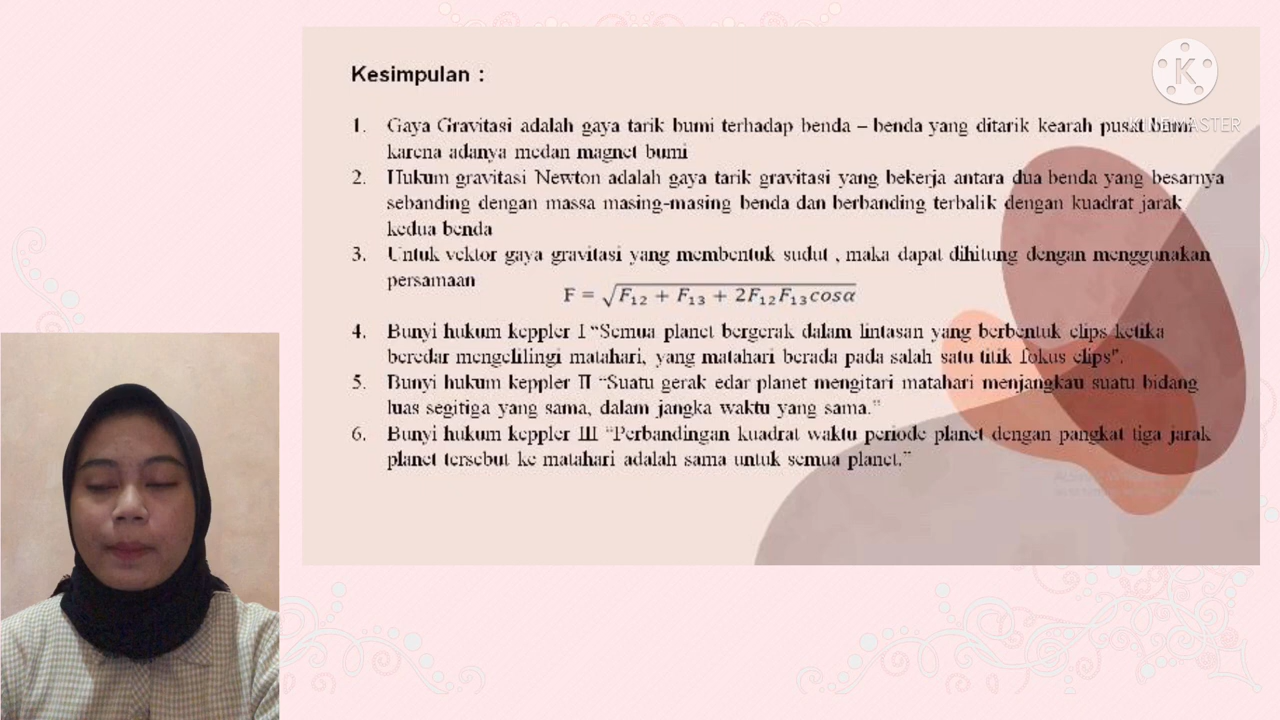 Kesimpulan :
K
KINEMASTER
1. Gaya Gravitasi adalah gaya tarik bumi terhadap benda – benda yang ditarik kearah pusat bumi
karena adanya medan magnet bumi
2. Hukum gravitasi Newton adalah gaya tarik gravitasi yang bekerja antara dua benda yang besarnya
sebanding dengan massa masing-masing benda dan berbanding terbalik dengan kuadrat jarak
kedua benda
3. Untuk vektor gaya gravitasi yang membentuk sudut , maka dapat dihitung dengan menggunakan
persamaan
F = √F₁₂ + F₁₃ + 2F₁₂F₁₃cosα
4. Bunyi hukum keppler I "Semua planet bergerak dalam lintasan yang berbentuk elips ketika
beredar mengelilingi matahari, yang matahari berada pada salah satu titik fokus elips".
5. Bunyi hukum keppler II "Suatu gerak edar planet mengitari matahari menjangkau suatu bidang
luas segitiga yang sama, dalam jangka waktu yang sama."
6. Bunyi hukum keppler III "Perbandingan kuadrat waktu periode planet dengan pangkat tiga jarak
planet tersebut ke matahari adalah sama untuk semua planet."